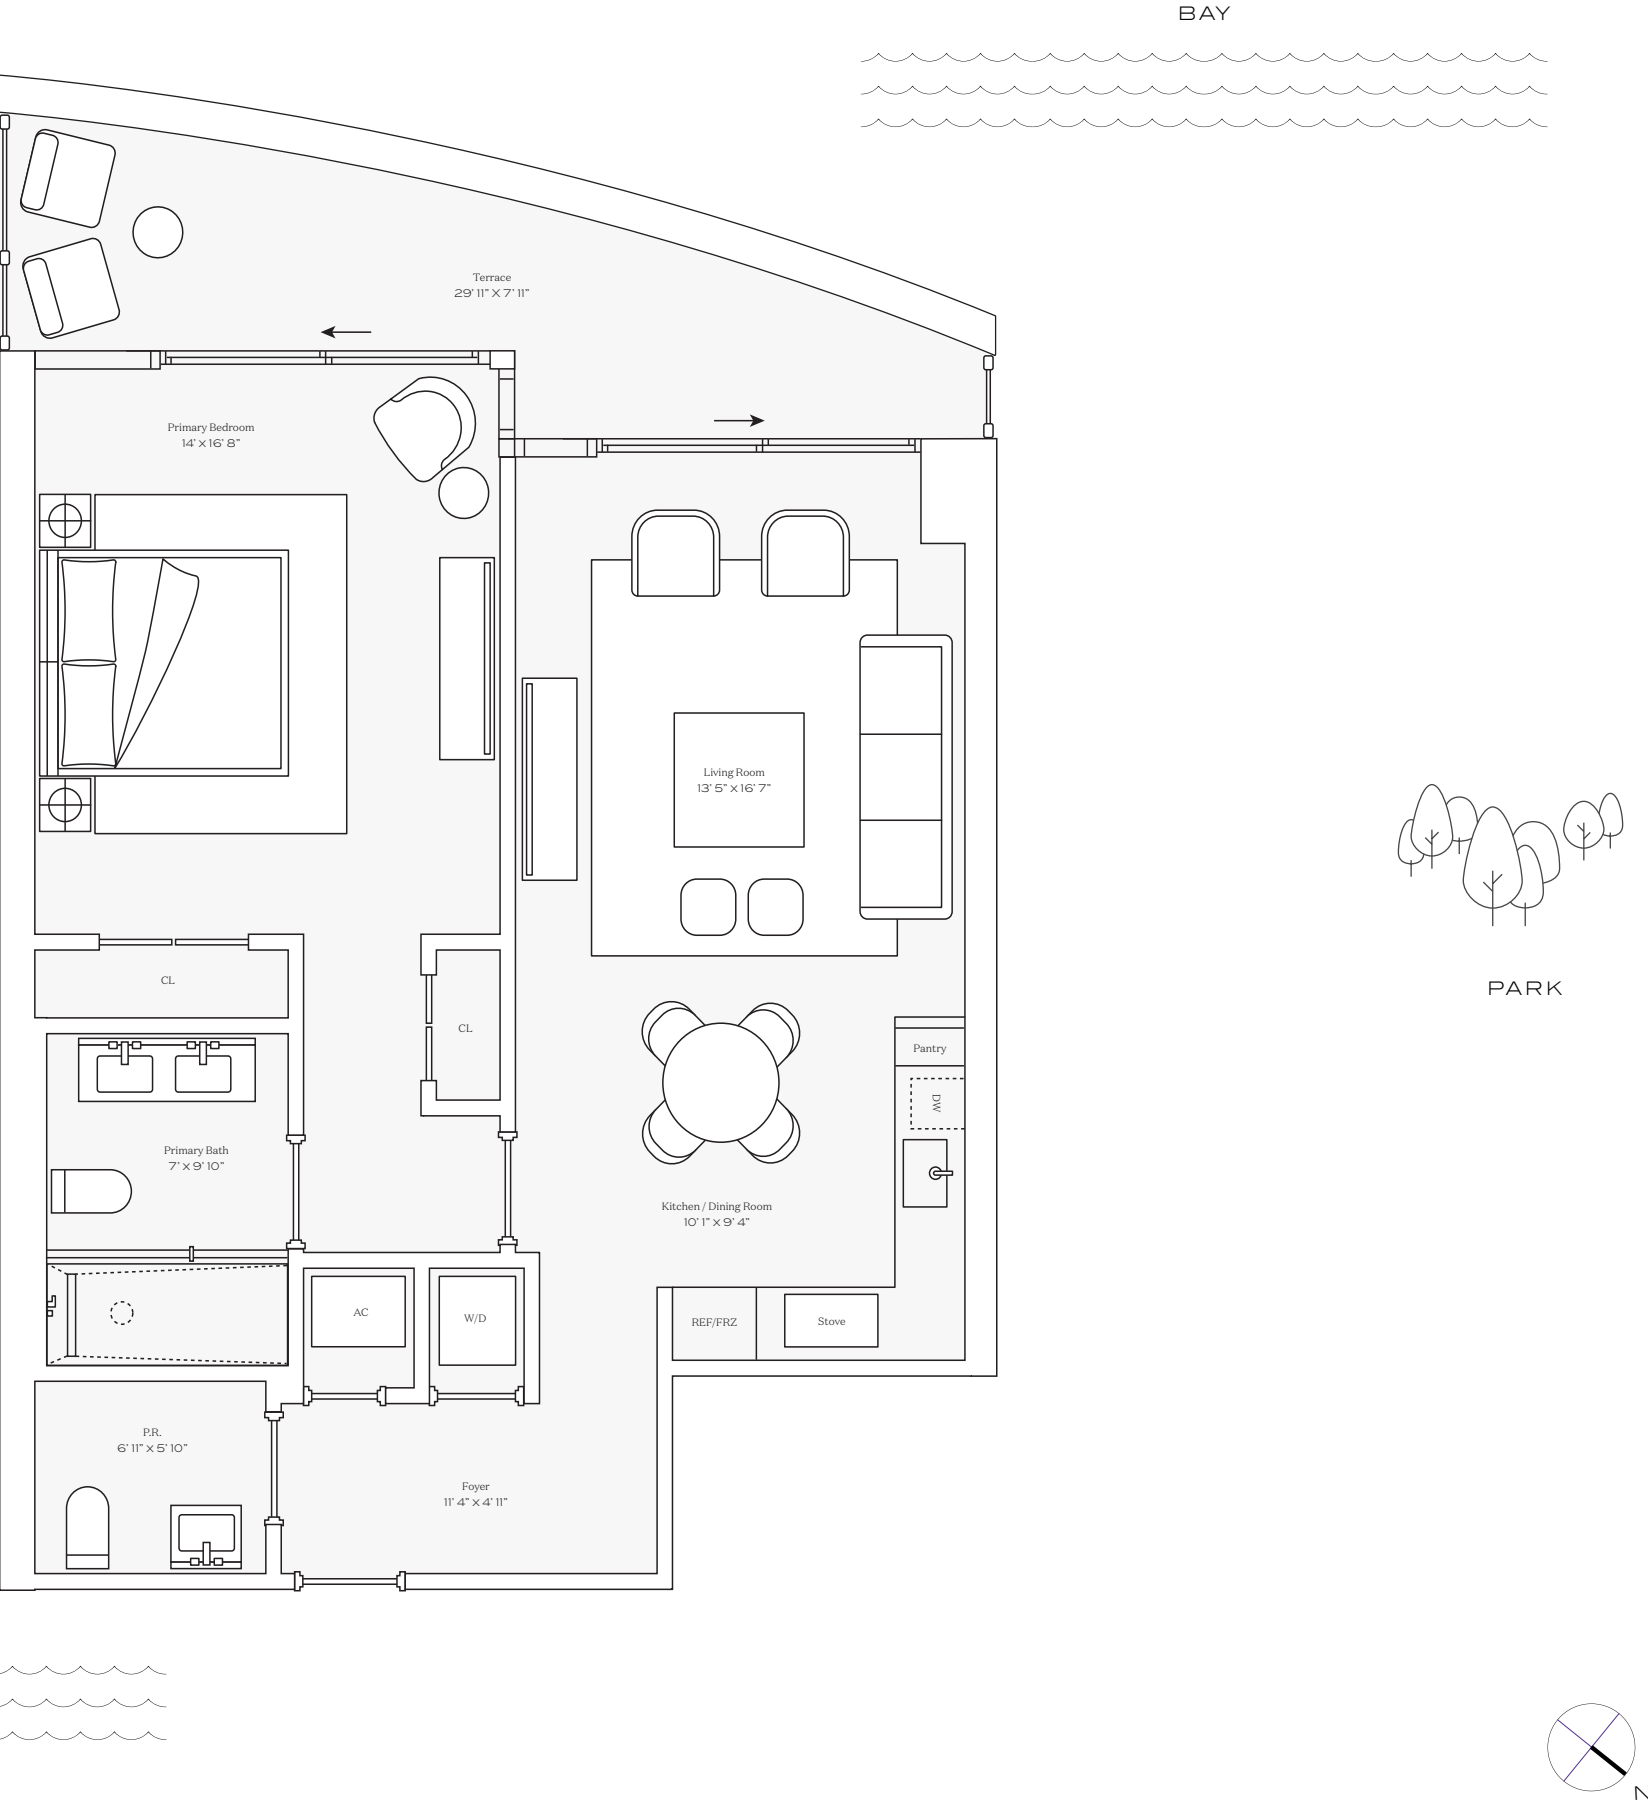 BAY
Terrace
29' 11" X 7' 11"
Primary Bedroom
14' X 16' 8"
Living Room
13' 5" X 16' 7"
CL
PARK
CL
Pantry
DW
Primary Bath
7' X 9' 10"
Kitchen / Dining Room
10' 1" X 9' 4"
AC
W/D
REF/FRZ
Stove
P.R.
6' 11" X 5' 10"
Foyer
11' 4" X 4' 11"